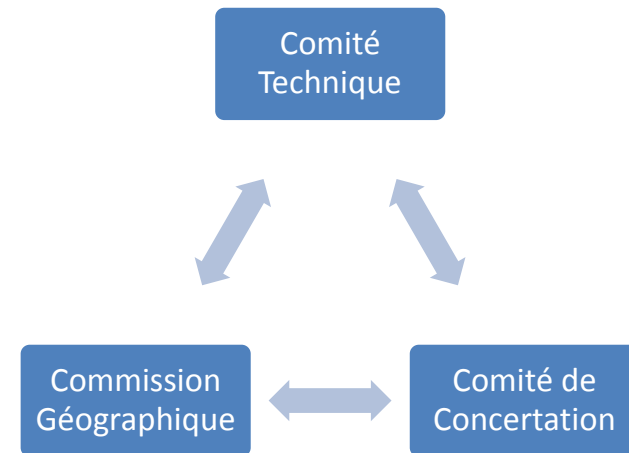 Comité
Technique
Commission
Géographique
Comité de
Concertation